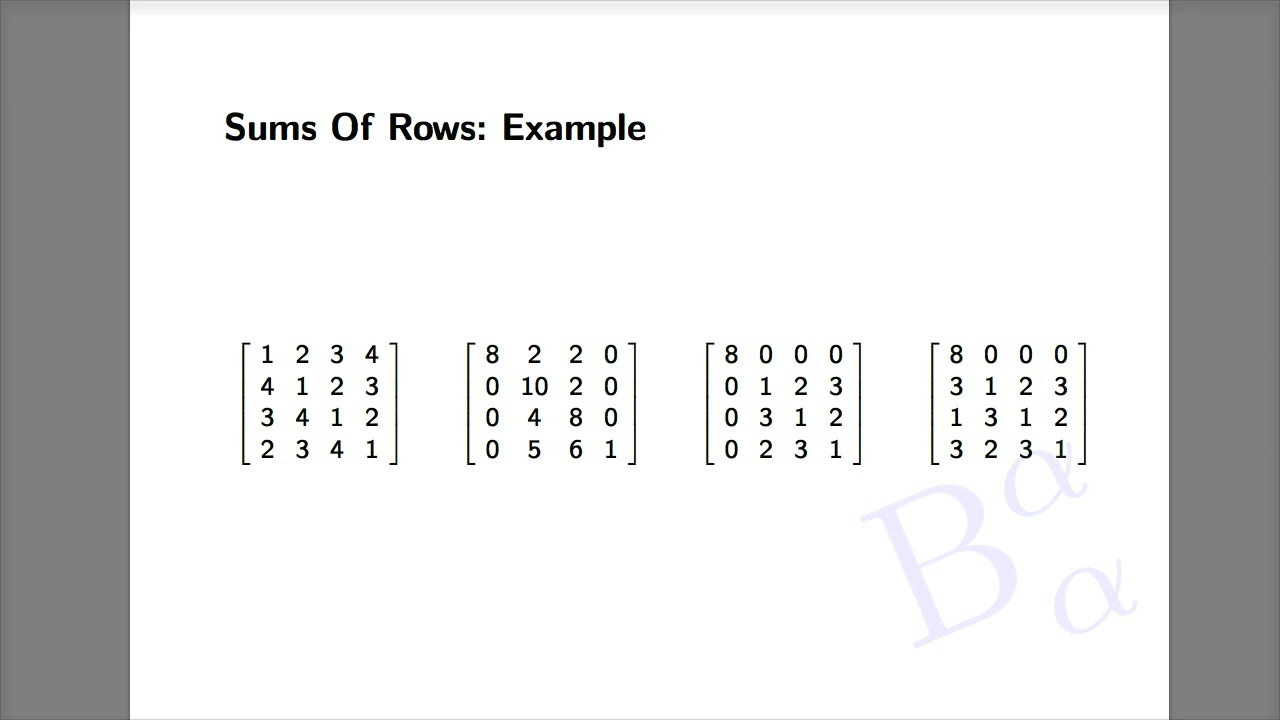 Sums Of Rows: Example
1 2 3 4 8 2 2 0 8 0 0 0 8 0 0 0
4 1 2 3 0 10 2 0 0 1 2 3 3 1 2 3
3 4 1 2 0 4 8 0 0 3 1 2 1 3 1 2
2 3 4 1 0 5 6 1 0 2 3 1 3 2 3 1
B α α